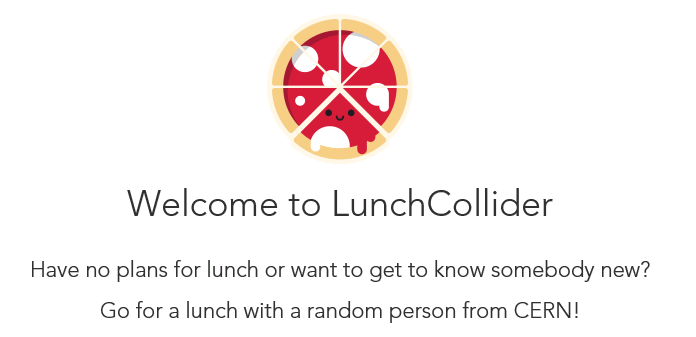 Welcome to LunchCollider
Have no plans for lunch or want to get to know somebody new?
Go for a lunch with a random person from CERN!